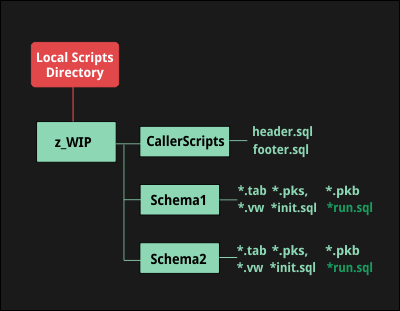 Local Scripts
Directory
z_WIP
CallerScripts
header.sql
footer.sql
Schema1
*.tab *.pks, *.pkb
*.vw *init.sql *run.sql
Schema2
*.tab *.pks, *.pkb
*.vw *init.sql *run.sql